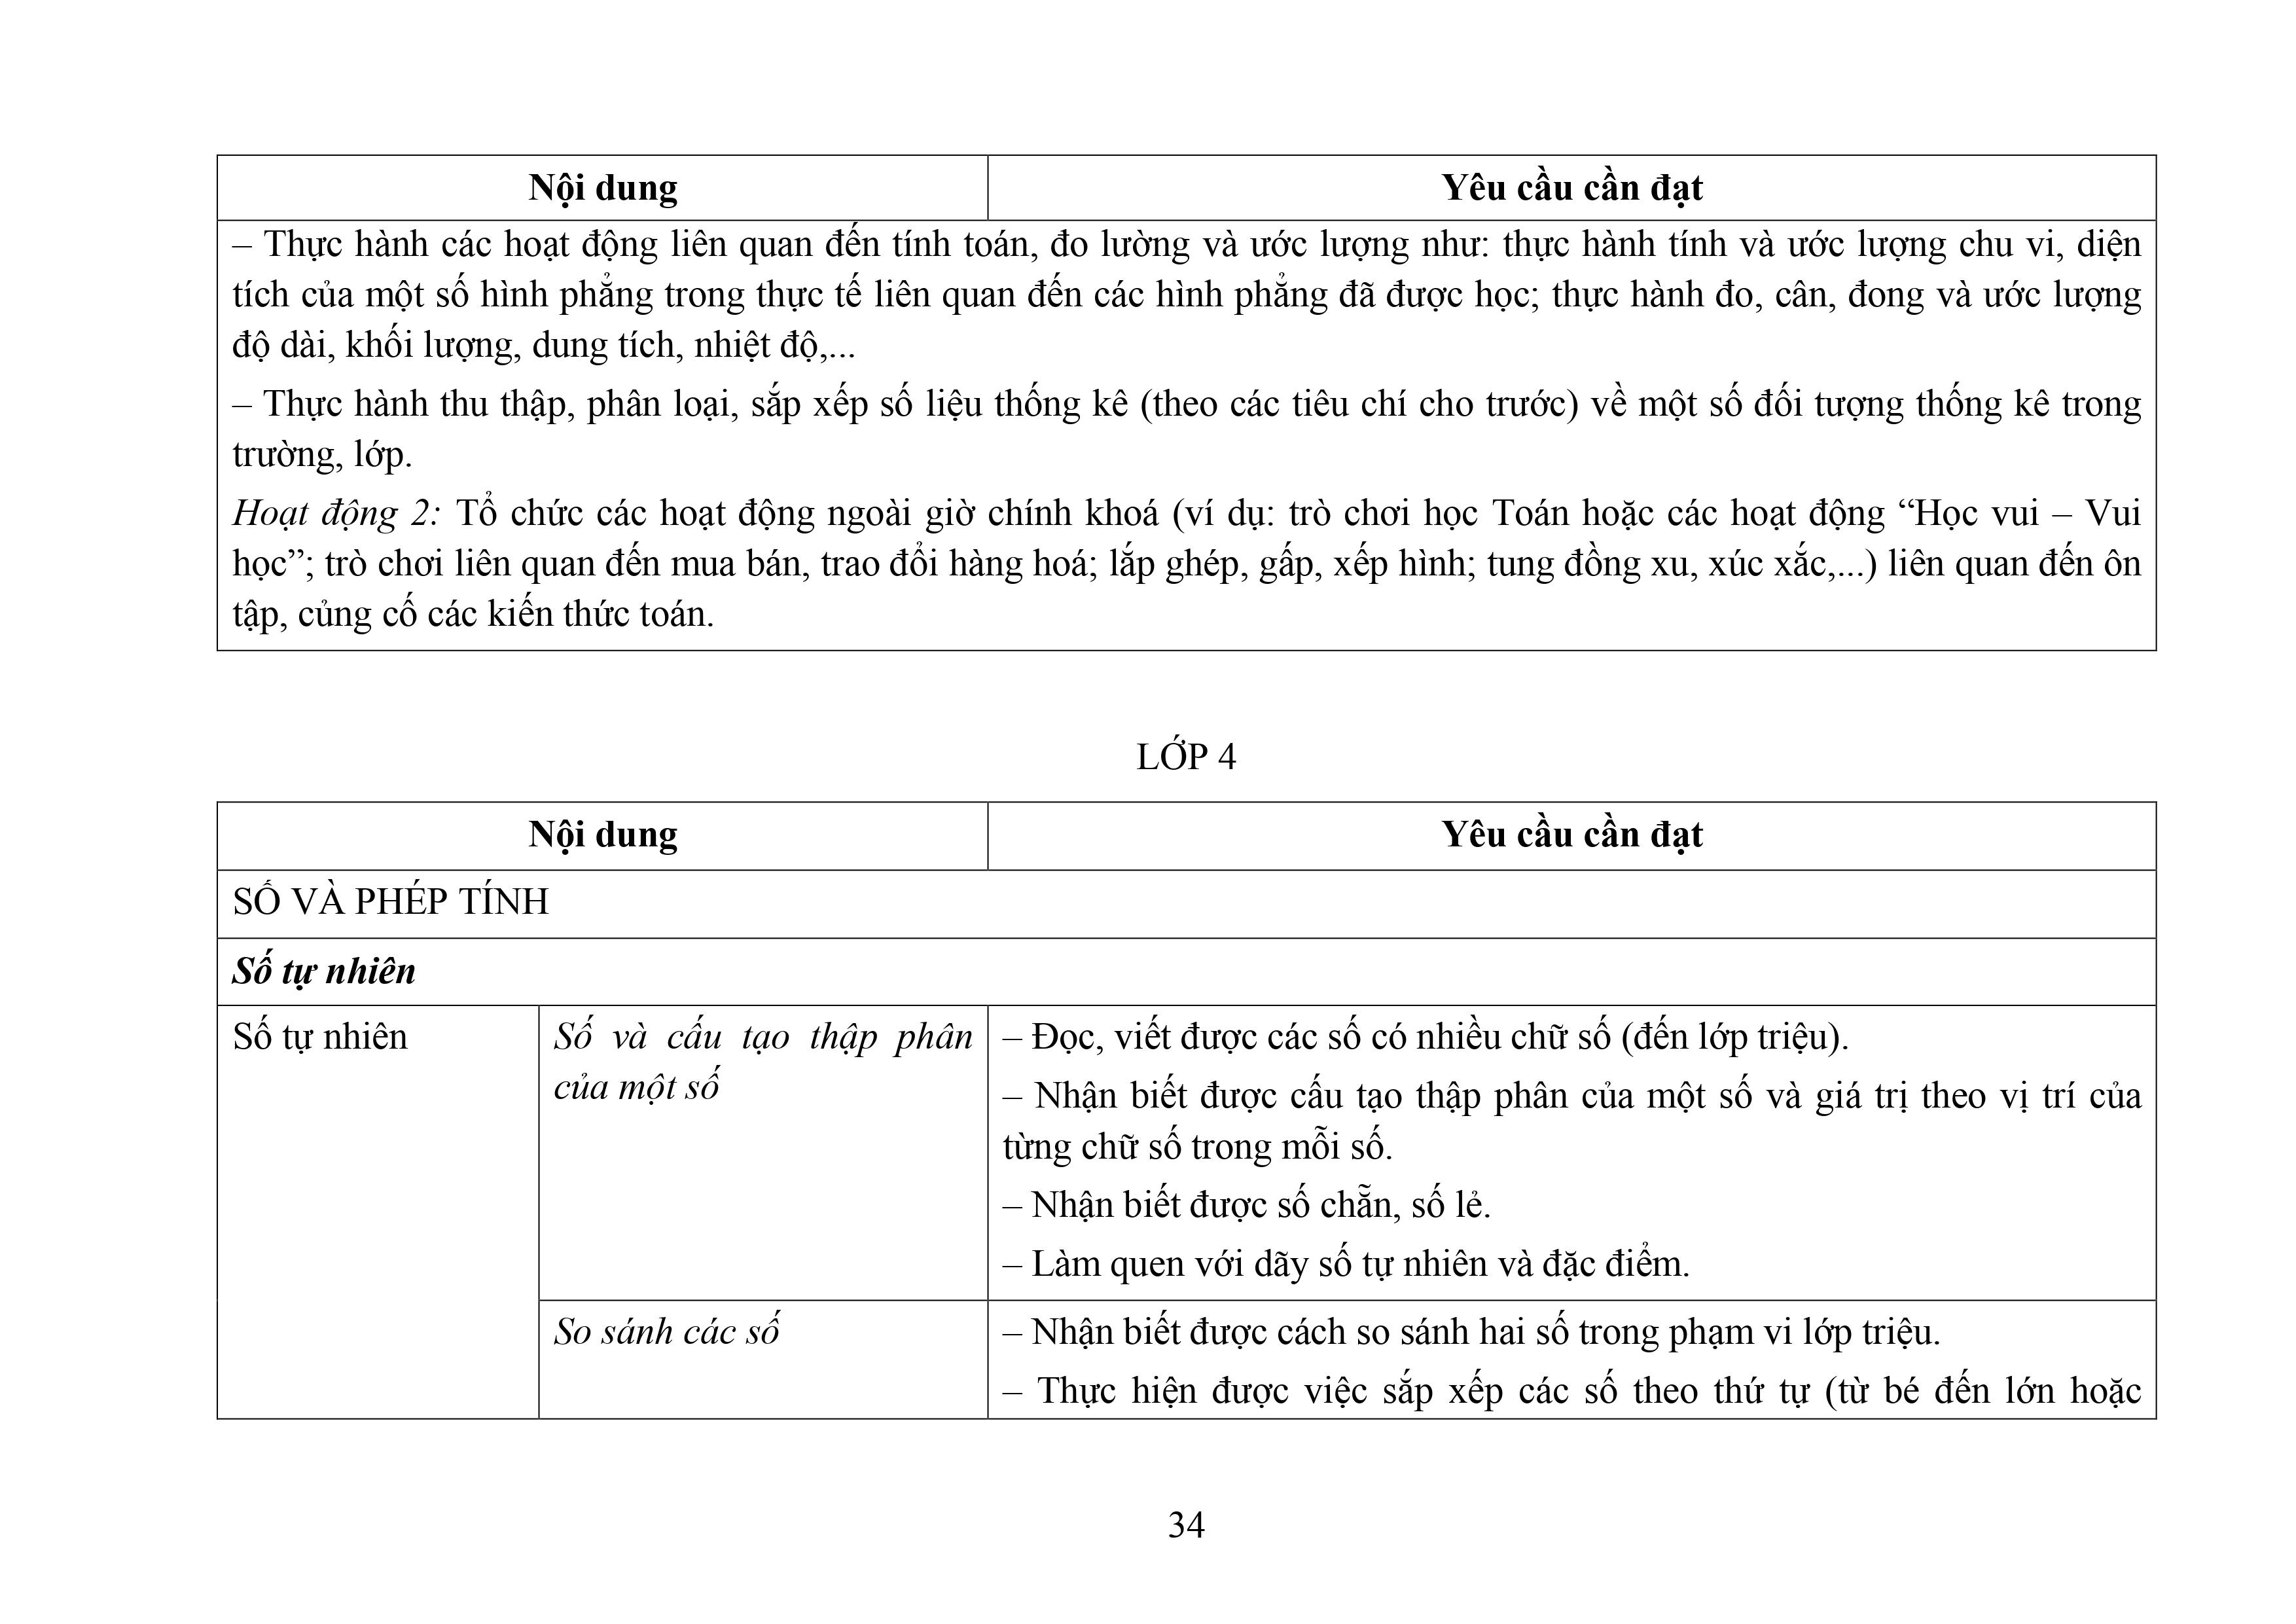 Nội dung
Yêu cầu cần đạt
– Thực hành các hoạt động liên quan đến tính toán, đo lường và ước lượng như: thực hành tính và ước lượng chu vi, diện
tích của một số hình phẳng trong thực tế liên quan đến các hình phẳng đã được học; thực hành đo, cân, đong và ước lượng
độ dài, khối lượng, dung tích, nhiệt độ,...
– Thực hành thu thập, phân loại, sắp xếp số liệu thống kê (theo các tiêu chí cho trước) về một số đối tượng thống kê trong
trường, lớp.
Hoạt động 2: Tổ chức các hoạt động ngoài giờ chính khoá (ví dụ: trò chơi học Toán hoặc các hoạt động “Học vui – Vui
học”; trò chơi liên quan đến mua bán, trao đổi hàng hoá; lắp ghép, gấp, xếp hình; tung đồng xu, xúc xắc,...) liên quan đến ôn
tập, củng cố các kiến thức toán.
LỚP 4
Nội dung
Yêu cầu cần đạt
SỐ VÀ PHÉP TÍNH
Số tự nhiên
Số tự nhiên
Số và cấu tạo thập phân
của một số
– Đọc, viết được các số có nhiều chữ số (đến lớp triệu).
– Nhận biết được cấu tạo thập phân của một số và giá trị theo vị trí của
từng chữ số trong mỗi số.
– Nhận biết được số chẵn, số lẻ.
– Làm quen với dãy số tự nhiên và đặc điểm.
So sánh các số
– Nhận biết được cách so sánh hai số trong phạm vi lớp triệu.
– Thực hiện được việc sắp xếp các số theo thứ tự (từ bé đến lớn hoặc
34